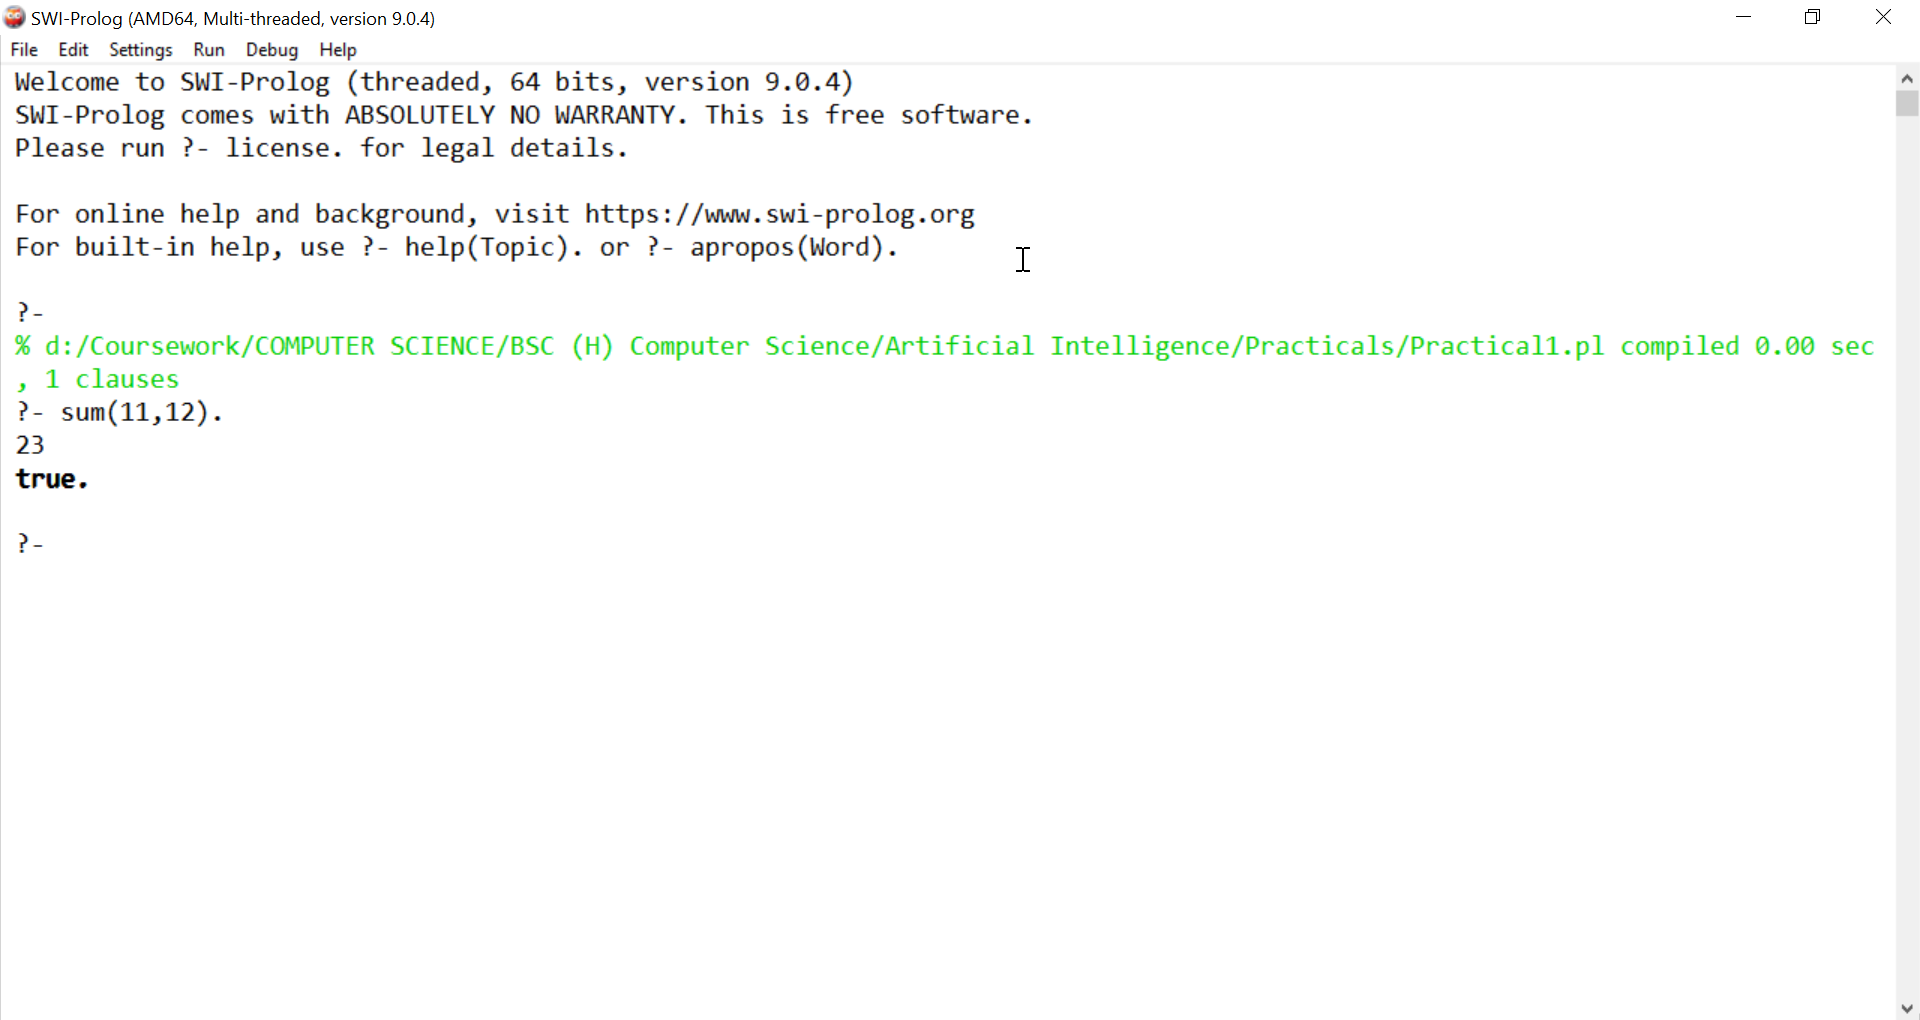 SWI-Prolog (AMD64, Multi-threaded, version 9.0.4)
File Edit Settings Run Debug Help
Welcome to SWI-Prolog (threaded, 64 bits, version 9.0.4)
SWI-Prolog comes with ABSOLUTELY NO WARRANTY. This is free software.
Please run ?- license. for legal details.
For online help and background, visit https://www.swi-prolog.org
For built-in help, use ?- help(Topic). or ?- apropos(Word).
?-
% d:/Coursework/COMPUTER SCIENCE/BSC (H) Computer Science/Artificial Intelligence/Practicals/Practical1.pl compiled 0.00 sec
, 1 clauses
?- sum(11,12).
23
true.
?-